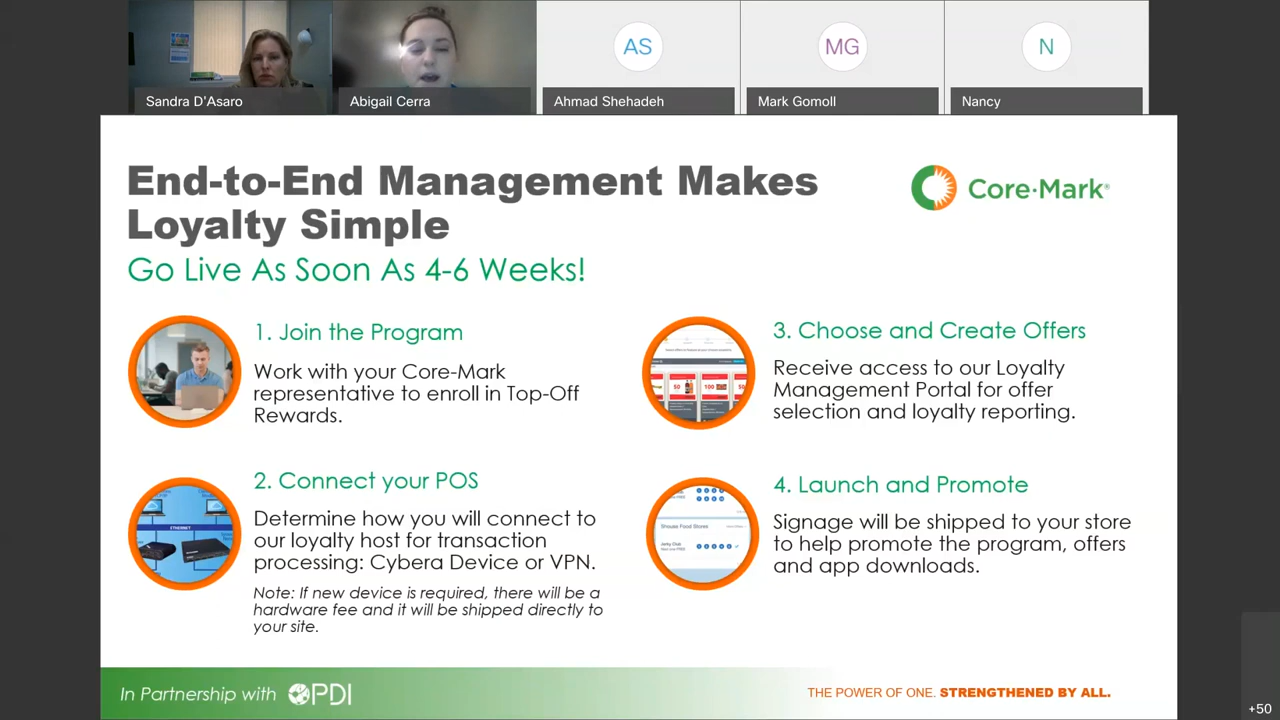 AS
MG
N
Sandra D'Asaro
Abigail Cerra
Ahmad Shehadeh
Mark Gomoll
Nancy
End-to-End Management Makes
Loyalty Simple
Go Live As Soon As 4-6 Weeks!
Core·Mark®
1. Join the Program
Work with your Core-Mark
representative to enroll in Top-Off
Rewards.
2. Connect your POS
ETHERNET
Determine how you will connect to
our loyalty host for transaction
processing: Cybera Device or VPN.
Note: If new device is required, there will be a
hardware fee and it will be shipped directly to
your site.
3. Choose and Create Offers
50
100
50
Receive access to our Loyalty
Management Portal for offer
selection and loyalty reporting.
4. Launch and Promote
Shouse Food Stores
Signage will be shipped to your store
to help promote the program, offers
and app downloads.
In Partnership with PDI
THE POWER OF ONE. STRENGTHENED BY ALL.
+50